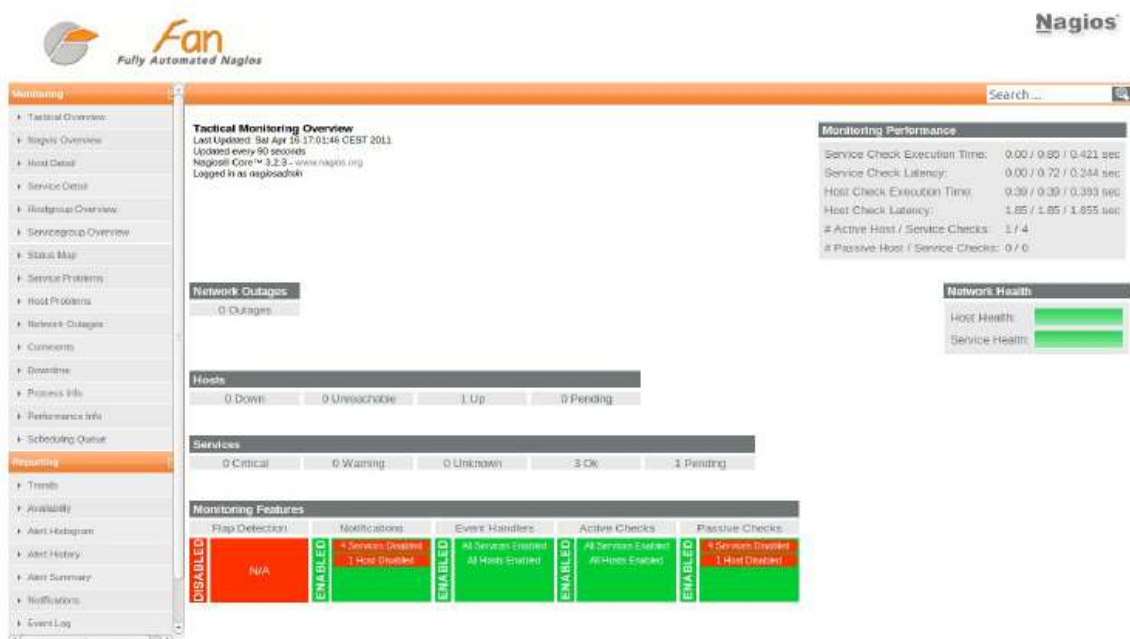 Fan
Fully Automated Nagios
Nagios
Search ...
Monitoring
Tactical Overview
Nagvis Overview
Host Detail
Service Detail
Hostgroup Overview
Servicegroup Overview
Status Map
Service Problems
Host Problems
Network Outages
Comments
Downtime
Process Info
Performance Info
Scheduling Queue
Reporting
Trends
Availability
Alert Histogram
Alert History
Alert Summary
Notifications
Event Log
Tactical Monitoring Overview
Last Updated: Sat Apr 16 17:01:46 CEST 2011
Updated every 90 seconds
Nagios® Core™ 3.2.3 - www.nagios.org
Logged in as nagiosadmin
Monitoring Performance
Service Check Execution Time: 0.00 / 0.85 / 0.421 sec
Service Check Latency: 0.00 / 0.72 / 0.244 sec
Host Check Execution Time: 0.39 / 0.39 / 0.393 sec
Host Check Latency: 1.85 / 1.85 / 1.855 sec
# Active Host / Service Checks: 1 / 4
# Passive Host / Service Checks: 0 / 0
Network Outages
0 Outages
Network Health
Host Health:
Service Health:
Hosts
0 Down 0 Unreachable 1 Up 0 Pending
Services
0 Critical 0 Warning 0 Unknown 3 Ok 1 Pending
Monitoring Features
Flap Detection Notifications Event Handlers Active Checks Passive Checks
DISABLED
N/A
ENABLED
4 Services Disabled
1 Host Disabled
ENABLED
All Services Enabled
All Hosts Enabled
ENABLED
All Services Enabled
All Hosts Enabled
ENABLED
4 Services Disabled
1 Host Disabled